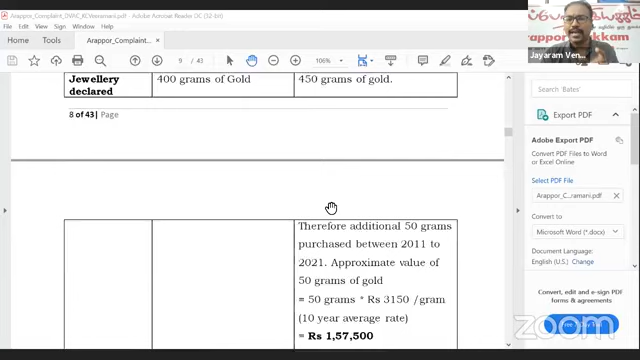 Arappor_Complaint_DVAC_KCVeeramani.pdf - Adobe Acrobat Reader DC (32-bit)
File Edit View Sign Window Help
Home Tools Arappor_Complaint_... ×
9 / 43 106%
Jewellery declared
400 grams of Gold
450 grams of gold.
8 of 43| Page
Therefore additional 50 grams
purchased between 2011 to
2021. Approximate value of
50 grams of gold
= 50 grams * Rs 3150 /gram
(10 year average rate)
= Rs 1,57,500
Jayaram Ven...
Search 'Bates'
Export PDF
Adobe Export PDF
Convert PDF Files to Word
or Excel Online
Select PDF File
Arappor_C...ramani.pdf ×
Convert to
Microsoft Word (*.docx)
Document Language:
English (U.S.) Change
Convert, edit and e-sign PDF
forms & agreements
Free 7-Day Trial
zoom